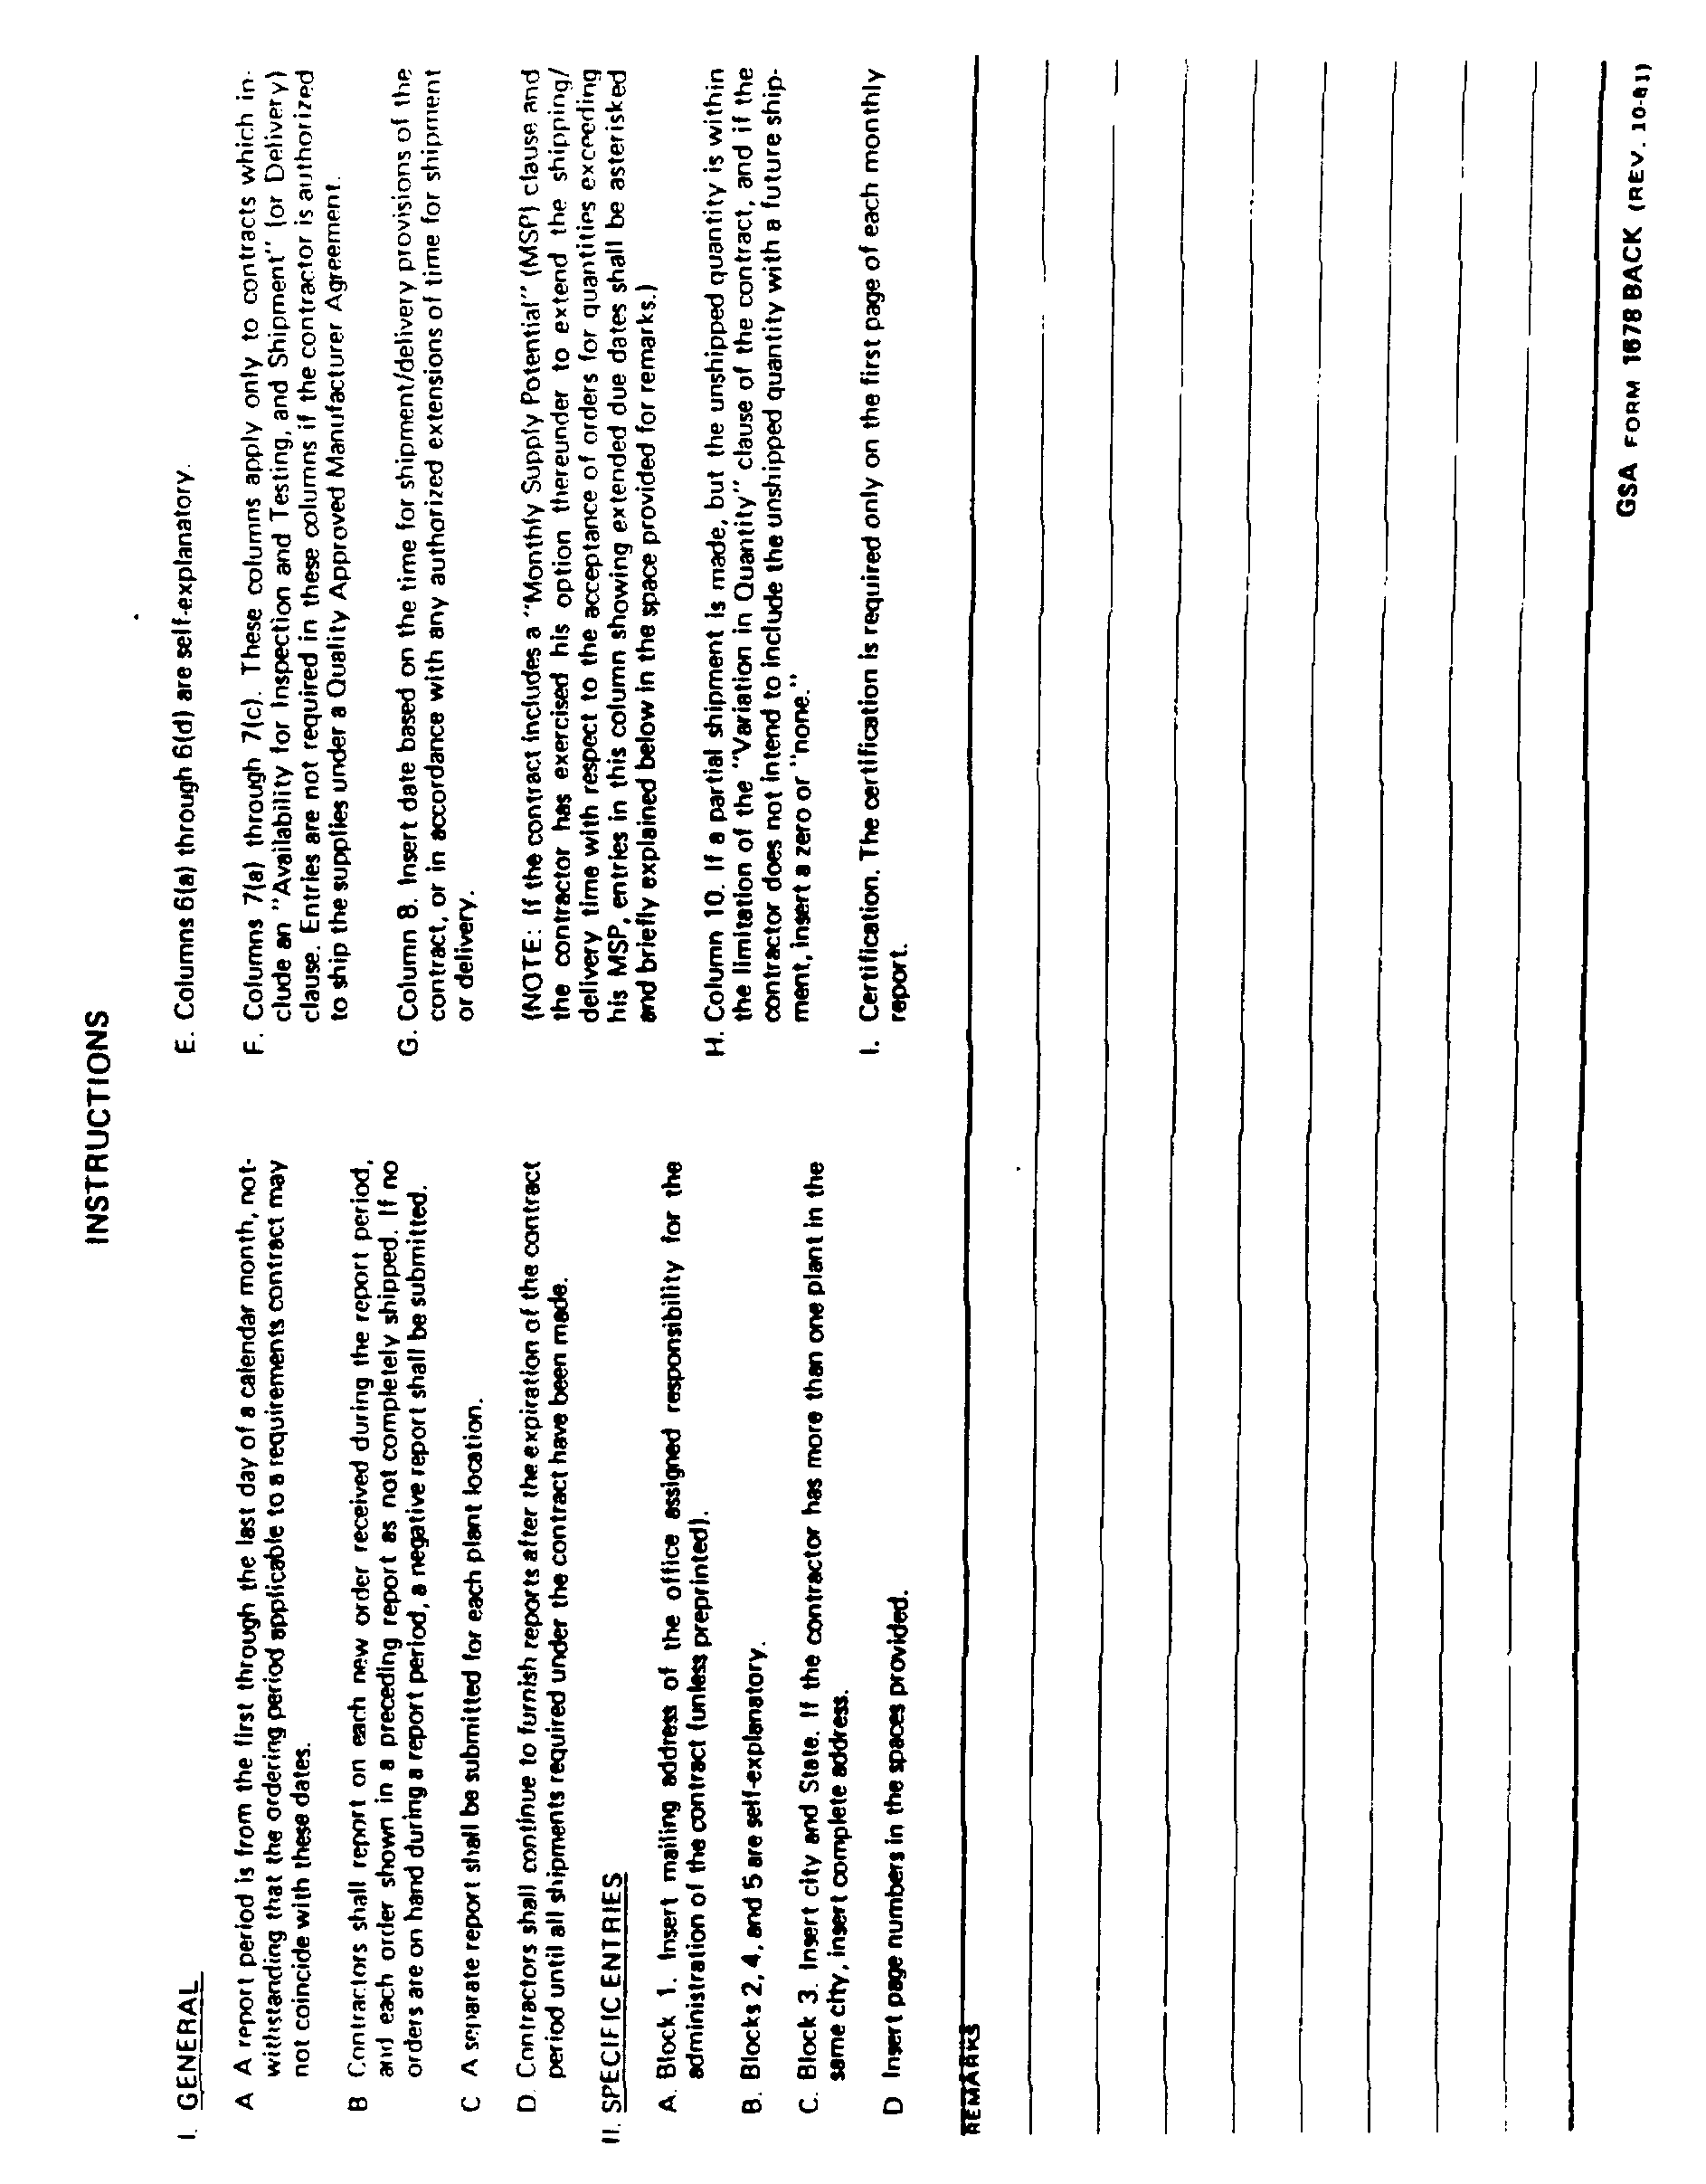 INSTRUCTIONS
I. GENERAL
A A report period is from the first through the last day of a calendar month, not-
withstanding that the ordering period applicable to a requirements contract may
not coincide with these dates.
B Contractors shall report on each new order received during the report period,
and each order shown in a preceding report as not completely shipped. If no
orders are on hand during a report period, a negative report shall be submitted.
C A separate report shall be submitted for each plant location.
D. Contractors shall continue to furnish reports after the expiration of the contract
period until all shipments required under the contract have been made.
II. SPECIFIC ENTRIES
A. Block 1. Insert mailing address of the office assigned responsibility for the
administration of the contract (unless preprinted).
B. Blocks 2, 4, and 5 are self-explanatory.
C. Block 3. Insert city and State. If the contractor has more than one plant in the
same city, insert complete address.
D Insert page numbers in the spaces provided.
E. Columns 6(a) through 6(d) are self-explanatory.
F. Columns 7(a) through 7(c). These columns apply only to contracts which in-
clude an "Availability for Inspection and Testing, and Shipment" (or Delivery)
clause. Entries are not required in these columns if the contractor is authorized
to ship the supplies under a Quality Approved Manufacturer Agreement.
G. Column 8. Insert date based on the time for shipment/delivery provisions of the
contract, or in accordance with any authorized extensions of time for shipment
or delivery.
(NOTE: If the contract includes a "Monthly Supply Potential" (MSP) clause and
the contractor has exercised his option thereunder to extend the shipping/
delivery time with respect to the acceptance of orders for quantities exceeding
his MSP, entries in this column showing extended due dates shall be asterisked
and briefly explained below in the space provided for remarks.)
H. Column 10. If a partial shipment is made, but the unshipped quantity is within
the limitation of the "Variation in Quantity" clause of the contract, and if the
contractor does not intend to include the unshipped quantity with a future ship-
ment, insert a zero or "none."
I. Certification. The certification is required only on the first page of each monthly
report.
REMARKS
GSA FORM 1678 BACK (REV. 10-81)